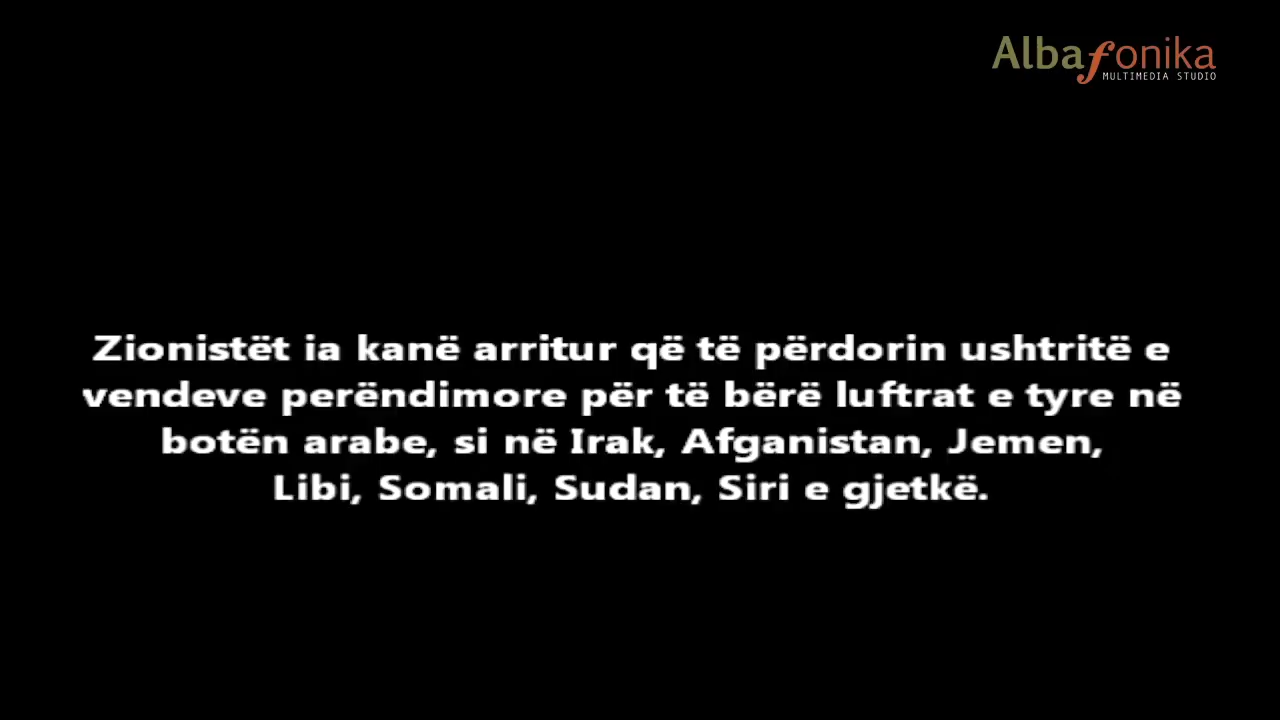 Albafonika
MULTIMEDIA STUDIO
Zionistët ia kanë arritur që të përdorin ushtritë e
vendeve perëndimore për të bërë luftrat e tyre në
botën arabe, si në Irak, Afganistan, Jemen,
Libi, Somali, Sudan, Siri e gjetkë.